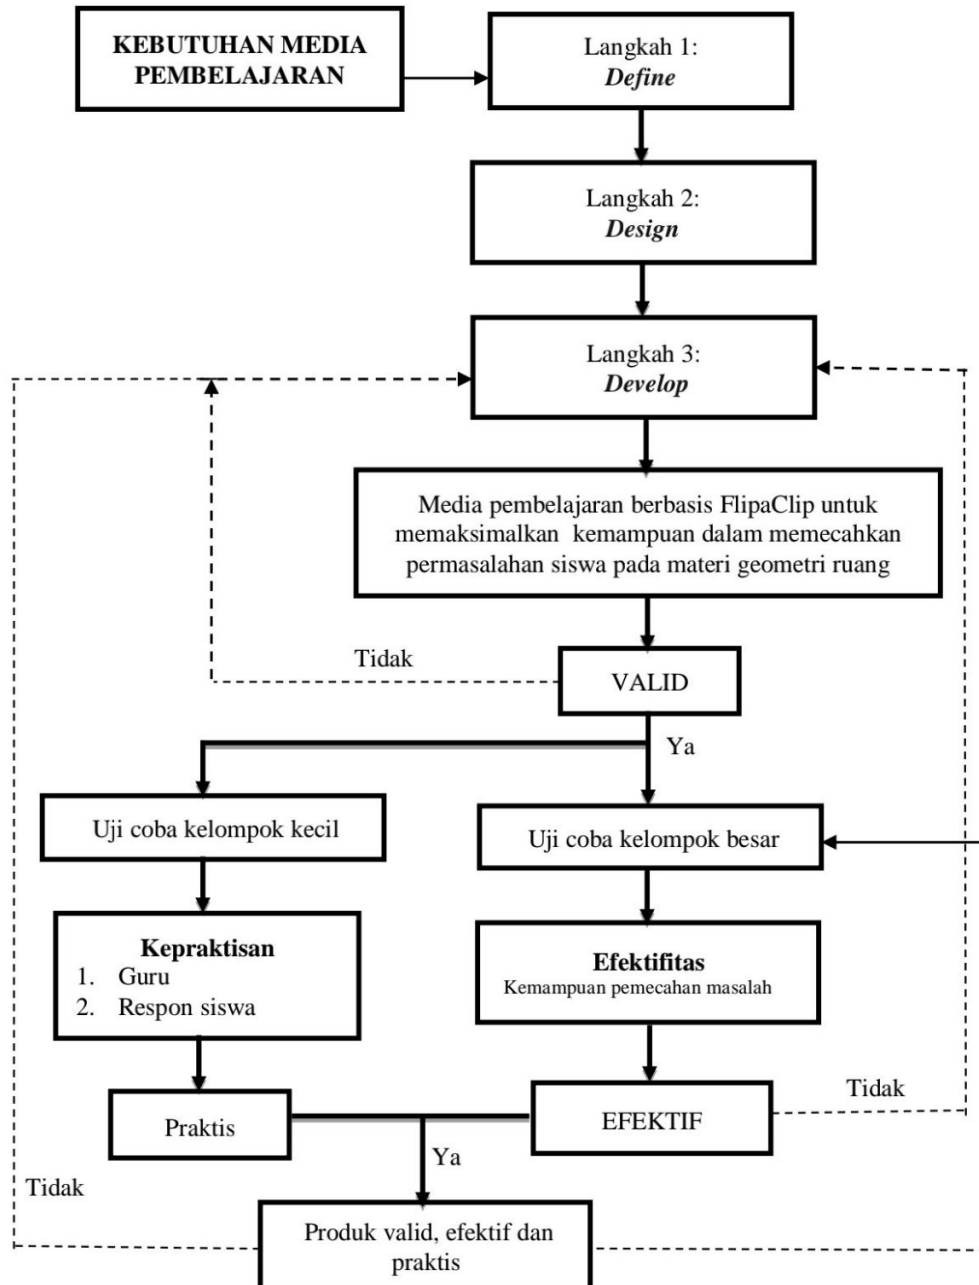 KEBUTUHAN MEDIA
PEMBELAJARAN
Langkah 1:
Define
Langkah 2:
Design
Langkah 3:
Develop
Media pembelajaran berbasis FlipaClip untuk
memaksimalkan kemampuan dalam memecahkan
permasalahan siswa pada materi geometri ruang
Tidak
VALID
Ya
Uji coba kelompok kecil
Uji coba kelompok besar
Kepraktisan
1. Guru
2. Respon siswa
Efektifitas
Kemampuan pemecahan masalah
Praktis
EFEKTIF
Tidak
Ya
Tidak
Produk valid, efektif dan
praktis